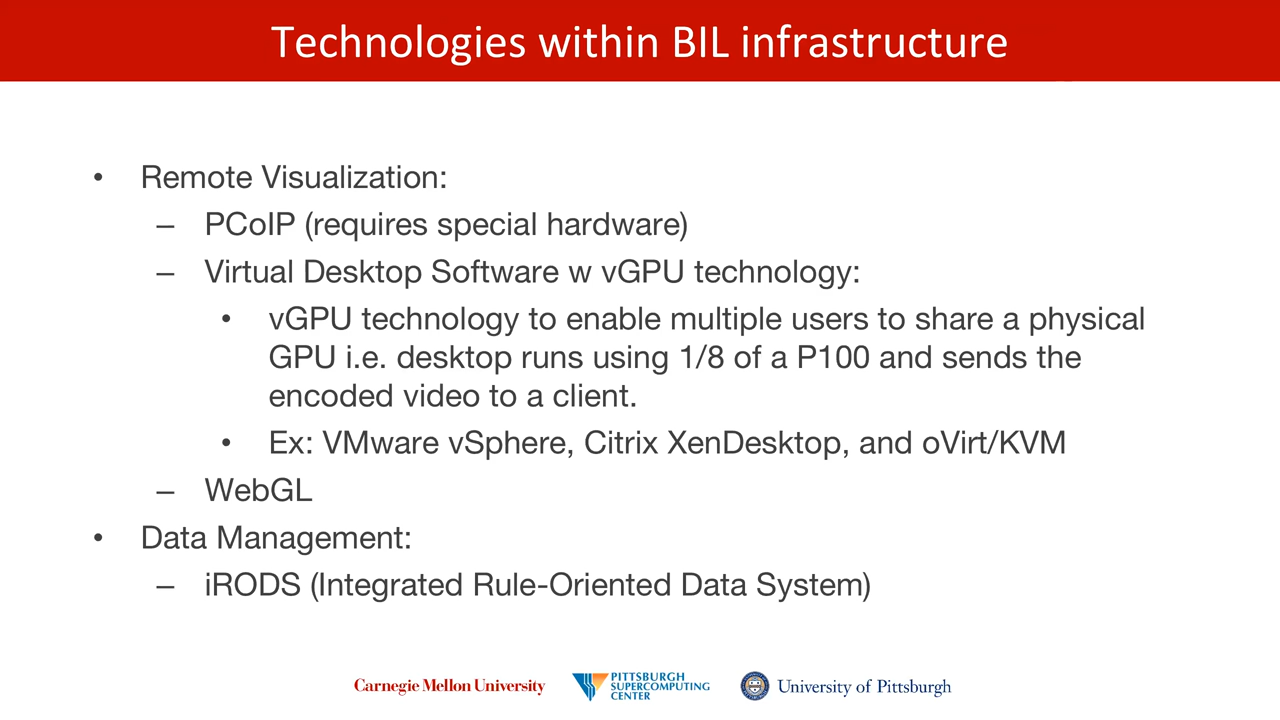 Technologies within BIL infrastructure
• Remote Visualization:
– PCoIP (requires special hardware)
– Virtual Desktop Software w vGPU technology:
• vGPU technology to enable multiple users to share a physical
GPU i.e. desktop runs using 1/8 of a P100 and sends the
encoded video to a client.
• Ex: VMware vSphere, Citrix XenDesktop, and oVirt/KVM
– WebGL
• Data Management:
– iRODS (Integrated Rule-Oriented Data System)
Carnegie Mellon University
PITTSBURGH
SUPERCOMPUTING
CENTER
University of Pittsburgh